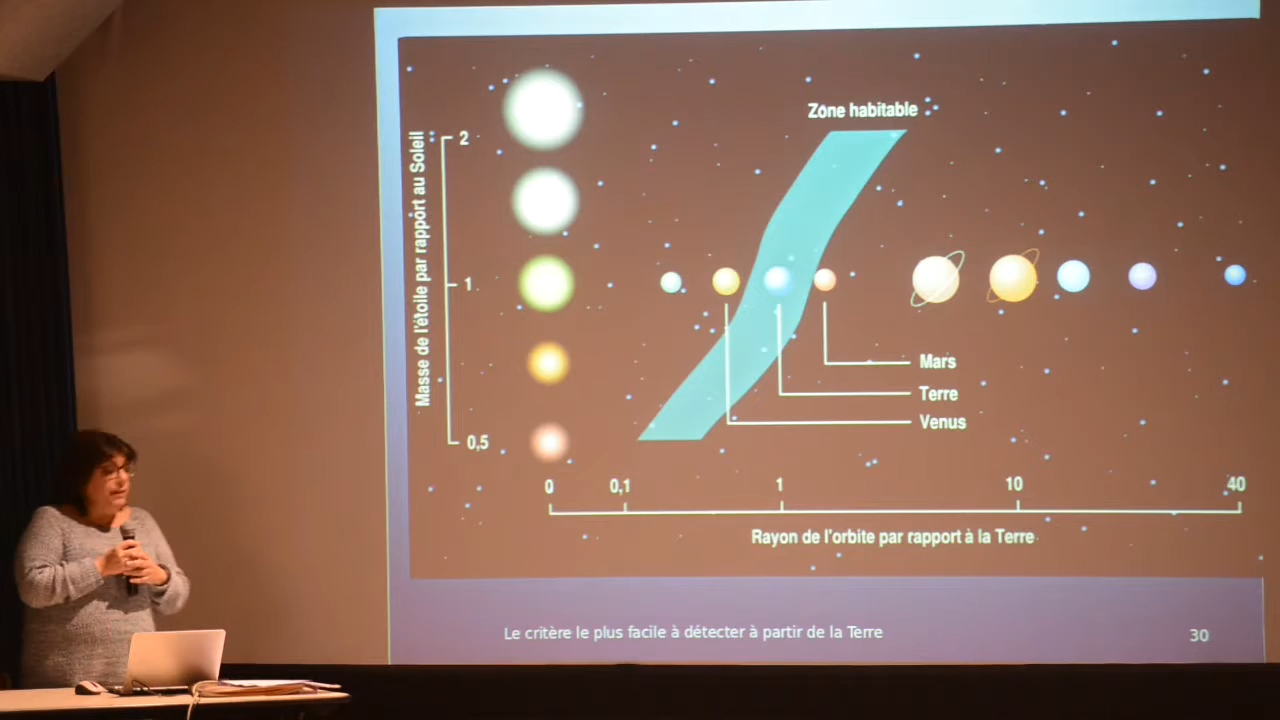 Zone habitable
Masse de l'étoile par rapport au Soleil
2
1
0,5
Mars
Terre
Venus
0
0,1
1
10
40
Rayon de l'orbite par rapport à la Terre
Le critère le plus facile à détecter à partir de la Terre
30